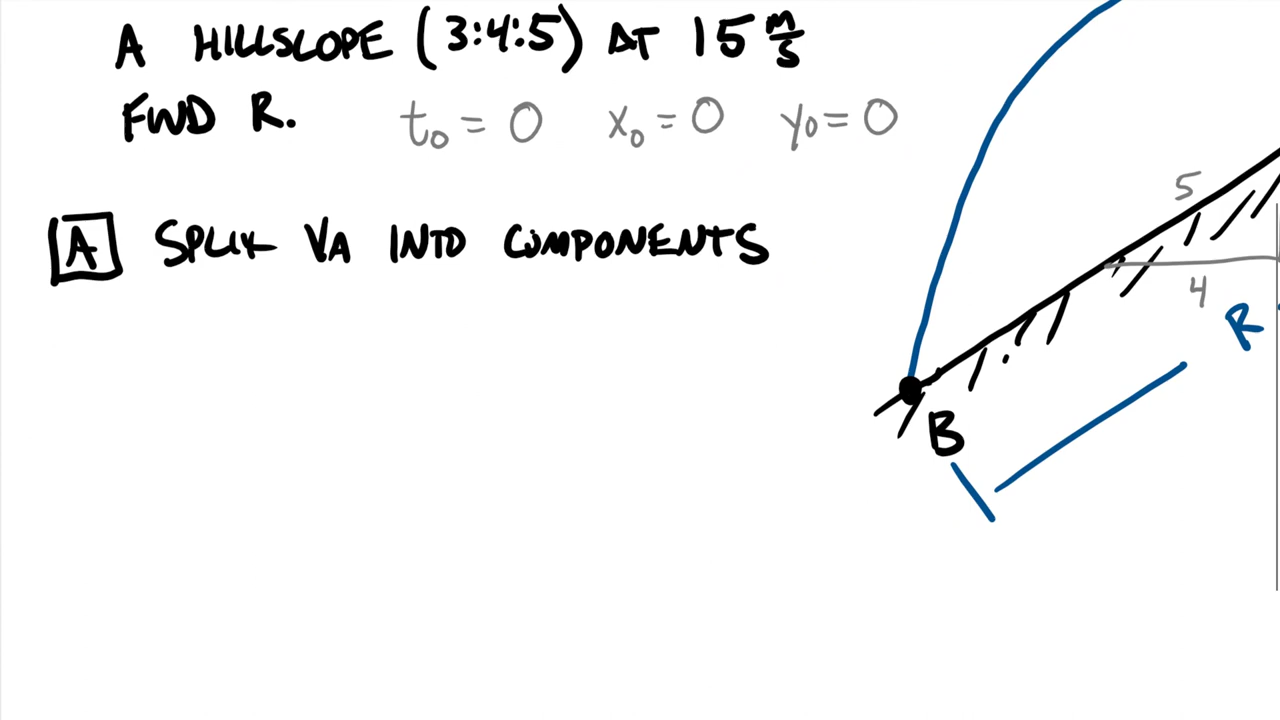 A HILLSLOPE (3:4:5) AT 15 m/s
FIND R. t₀ = 0 x₀ = 0 y₀ = 0
A SPLIT VA INTO COMPONENTS
5
4
R
B